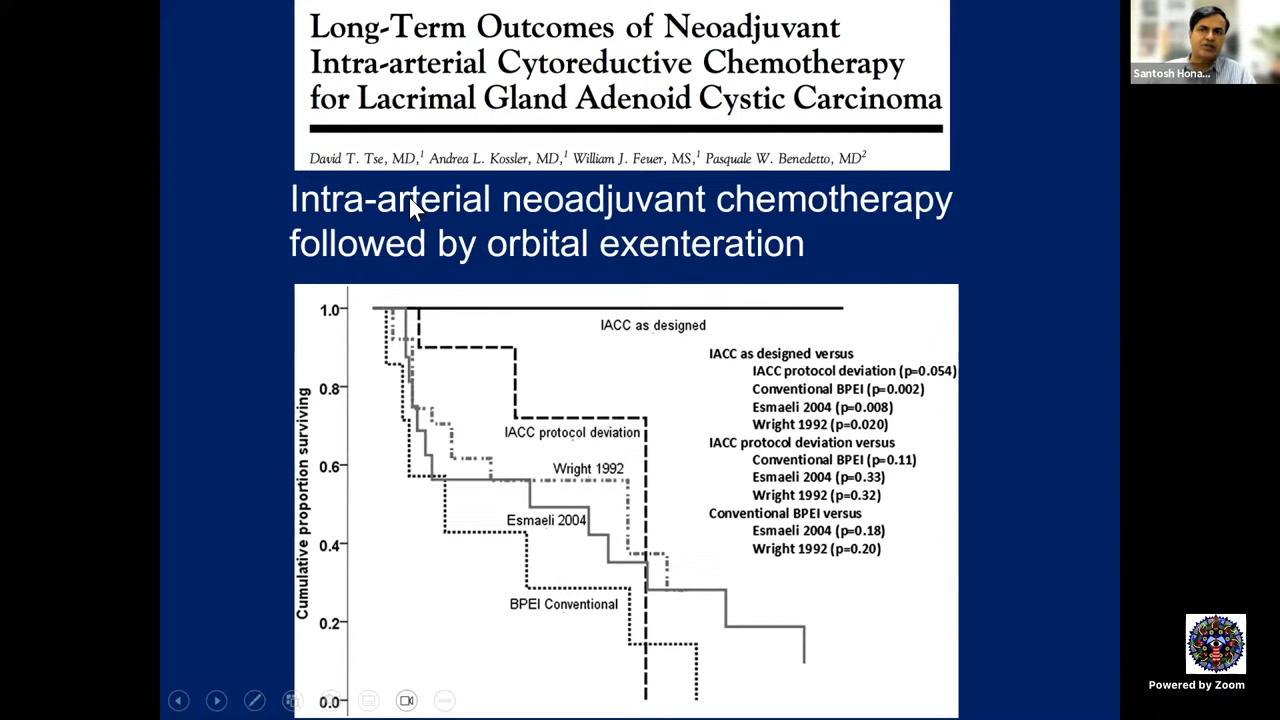 Long-Term Outcomes of Neoadjuvant
Intra-arterial Cytoreductive Chemotherapy
for Lacrimal Gland Adenoid Cystic Carcinoma
David T. Tse, MD,1 Andrea L. Kossler, MD,1 William J. Feuer, MS,1 Pasquale W. Benedetto, MD2
Intra-arterial neoadjuvant chemotherapy
followed by orbital exenteration
Cumulative proportion surviving
1.0
0.8
0.6
0.4
0.2
0.0
IACC as designed
IACC protocol deviation
Wright 1992
Esmaeli 2004
BPEI Conventional
IACC as designed versus
IACC protocol deviation (p=0.054)
Conventional BPEI (p=0.002)
Esmaeli 2004 (p=0.008)
Wright 1992 (p=0.020)
IACC protocol deviation versus
Conventional BPEI (p=0.11)
Esmaeli 2004 (p=0.33)
Wright 1992 (p=0.32)
Conventional BPEI versus
Esmaeli 2004 (p=0.18)
Wright 1992 (p=0.20)
Santosh Hona...
Powered by Zoom